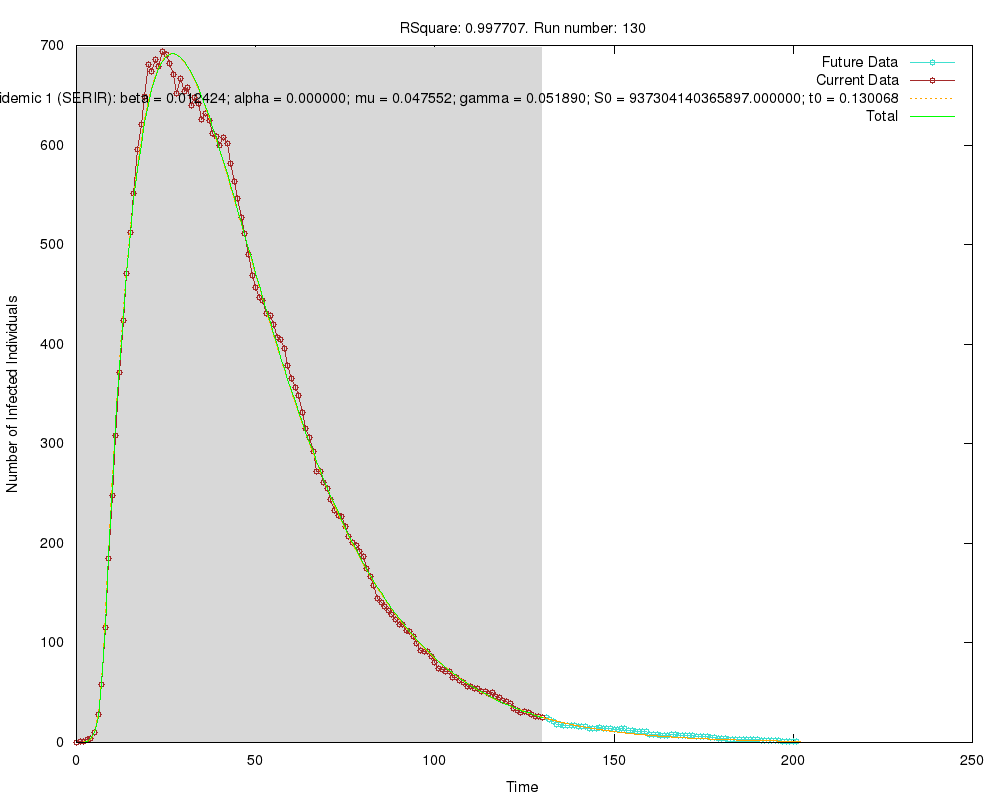 RSquare: 0.997707. Run number: 130
700
600
500
400
300
200
100
0
Number of Infected Individuals
Future Data
Current Data
idemic 1 (SERIR): beta = 0.012424; alpha = 0.000000; mu = 0.047552; gamma = 0.051890; S0 = 937304140365897.000000; t0 = 0.130068
Total
0 50 100 150 200 250
Time